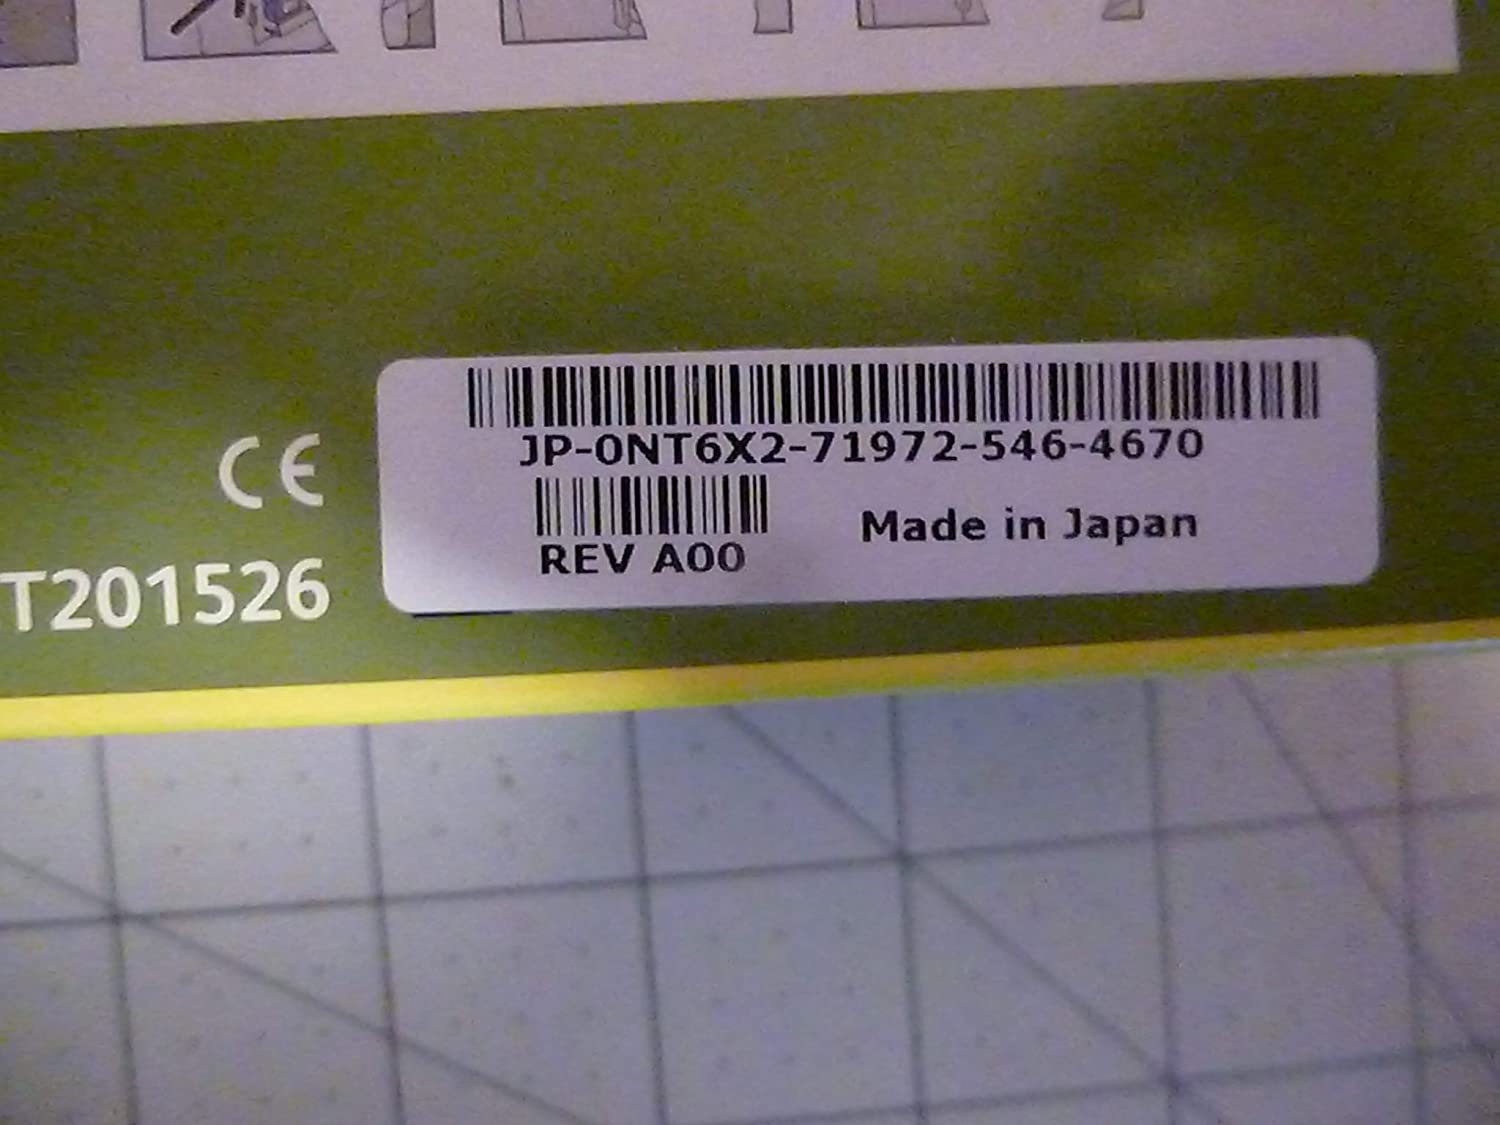 JP-0NT6X2-71972-546-4670
REV A00
Made in Japan
CE
T201526